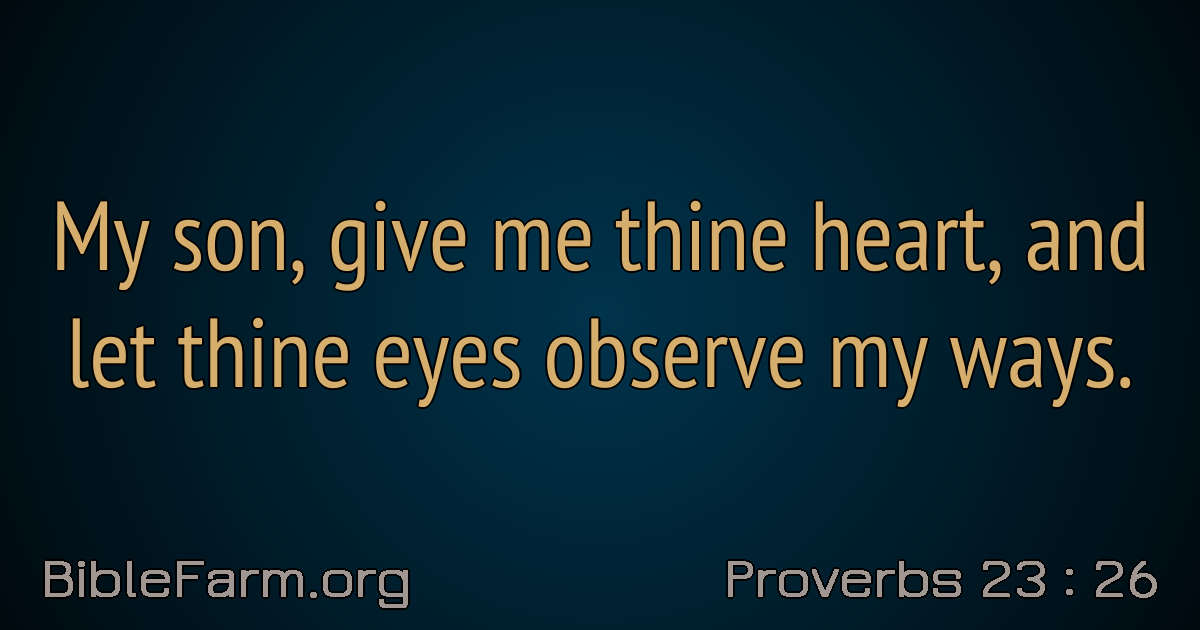 My son, give me thine heart, and
let thine eyes observe my ways.
BibleFarm.org
Proverbs 23 : 26